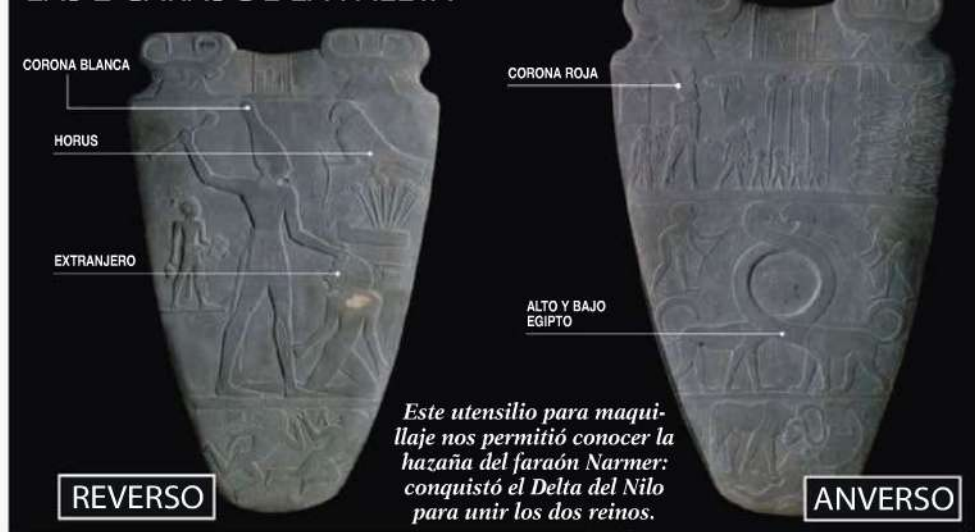 CORONA BLANCA
HORUS
EXTRANJERO
REVERSO
CORONA ROJA
ALTO Y BAJO
EGIPTO
Este utensilio para maqui-
llaje nos permitió conocer la
hazaña del faraón Narmer:
conquistó el Delta del Nilo
para unir los dos reinos.
ANVERSO